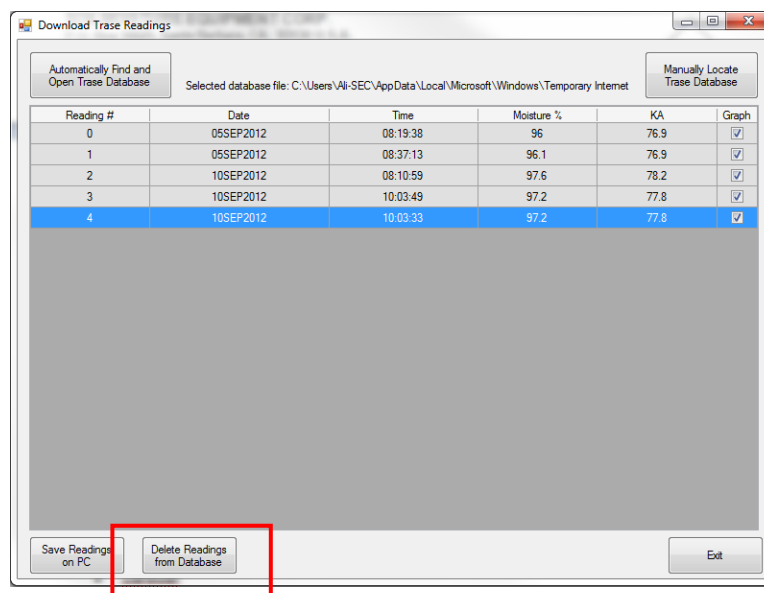 Download Trase Readings
Automatically Find and
Open Trase Database
Selected database file: C:\Users\Ali-SEC\AppData\Local\Microsoft\Windows\Temporary Internet
Manually Locate
Trase Database
Reading # Date Time Moisture % KA Graph
0 05SEP2012 08:19:38 96 76.9
1 05SEP2012 08:37:13 96.1 76.9
2 10SEP2012 08:10:59 97.6 78.2
3 10SEP2012 10:03:49 97.2 77.8
4 10SEP2012 10:03:33 97.2 77.8
Save Readings
on PC
Delete Readings
from Database
Exit